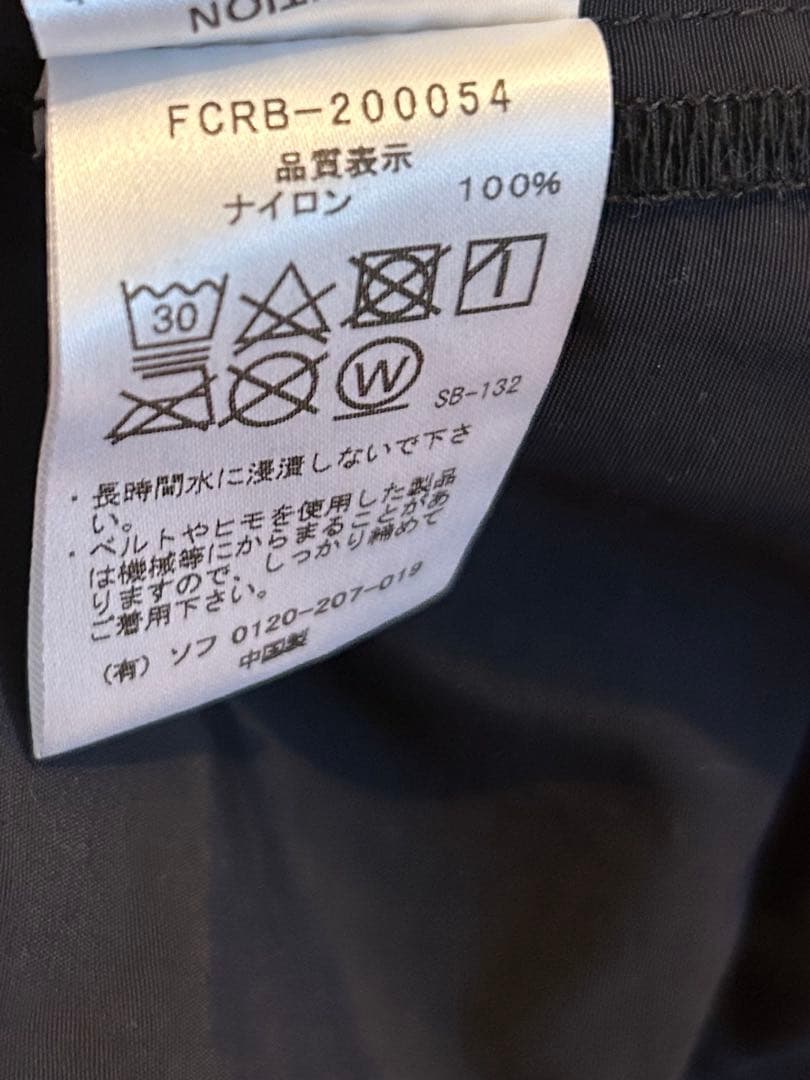 NOITION
FCRB-200054
品質表示
ナイロン 100%
30
W
SB-132
・長時間水に浸漬しないで下さ
い。
・ベルトやヒモを使用した製品
は機械等にからまることがあ
りますので、しっかり締めて
ご着用下さい。
(有) ソフ 0120-207-019
中国製